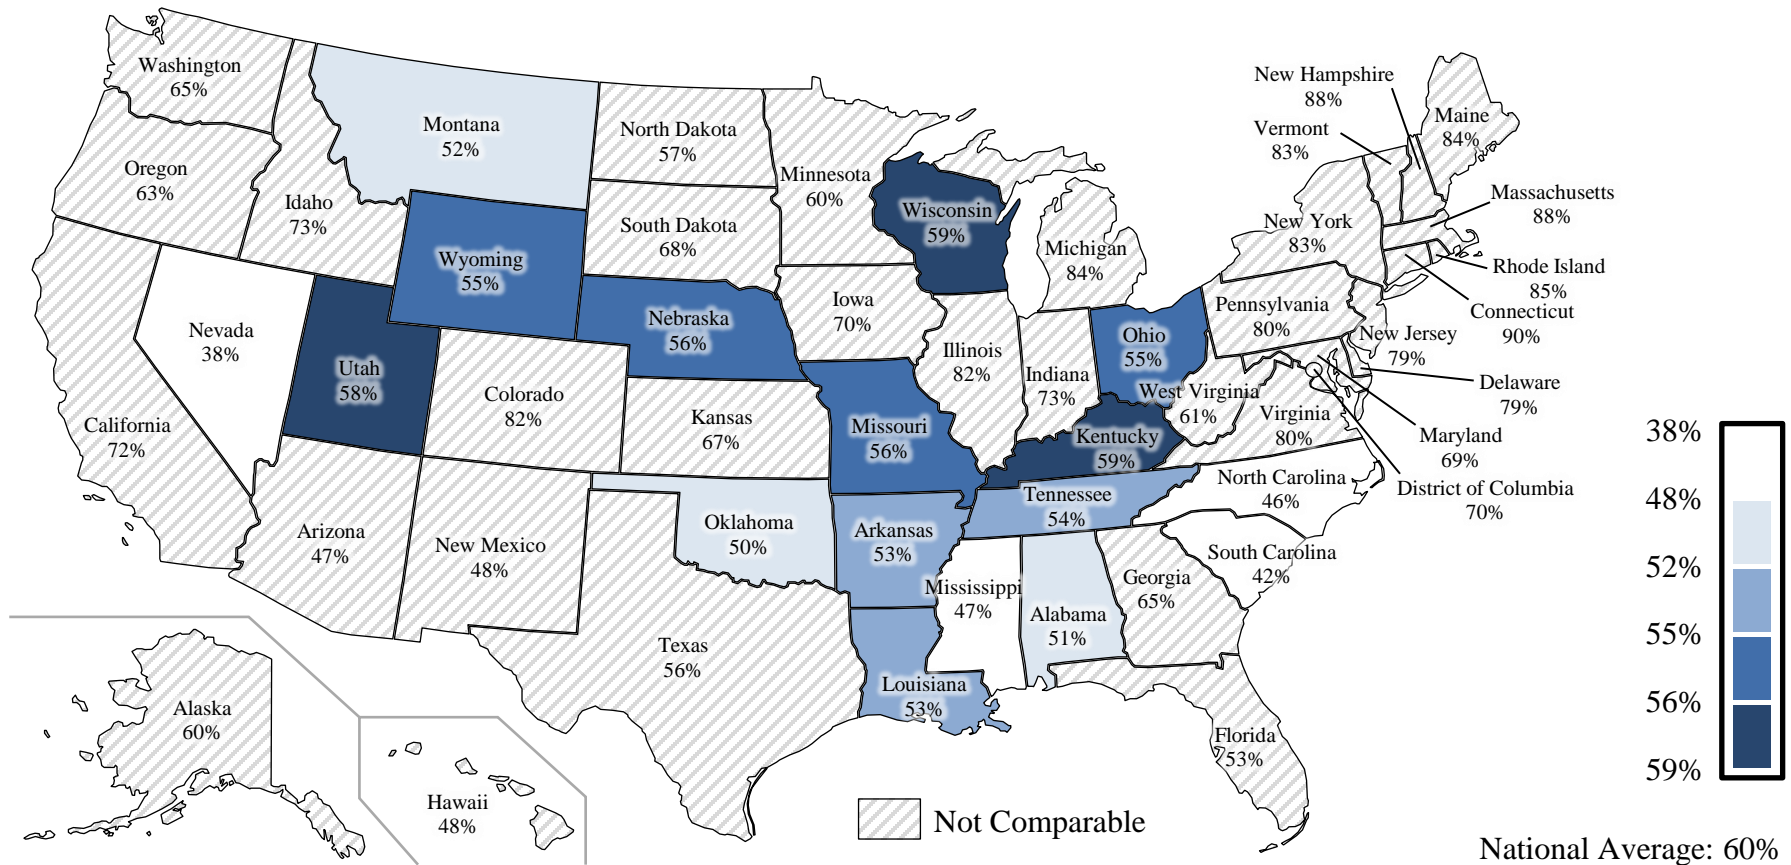 Washington
65%
Oregon
63%
California
72%
Nevada
38%
Idaho
73%
Montana
52%
Wyoming
55%
Utah
58%
Colorado
82%
Arizona
47%
New Mexico
48%
North Dakota
57%
South Dakota
68%
Nebraska
56%
Kansas
67%
Oklahoma
50%
Texas
56%
Minnesota
60%
Iowa
70%
Missouri
56%
Arkansas
53%
Louisiana
53%
Wisconsin
59%
Illinois
82%
Michigan
84%
Indiana
73%
Ohio
55%
Kentucky
59%
Tennessee
54%
Mississippi
47%
Alabama
51%
Georgia
65%
Florida
53%
South Carolina
42%
North Carolina
46%
Virginia
80%
West Virginia
61%
Pennsylvania
80%
New York
83%
New Hampshire
88%
Vermont
83%
Maine
84%
Massachusetts
88%
Rhode Island
85%
Connecticut
90%
New Jersey
79%
Delaware
79%
Maryland
69%
District of Columbia
70%
Alaska
60%
Hawaii
48%
Not Comparable
38%
48%
52%
55%
56%
59%
National Average: 60%